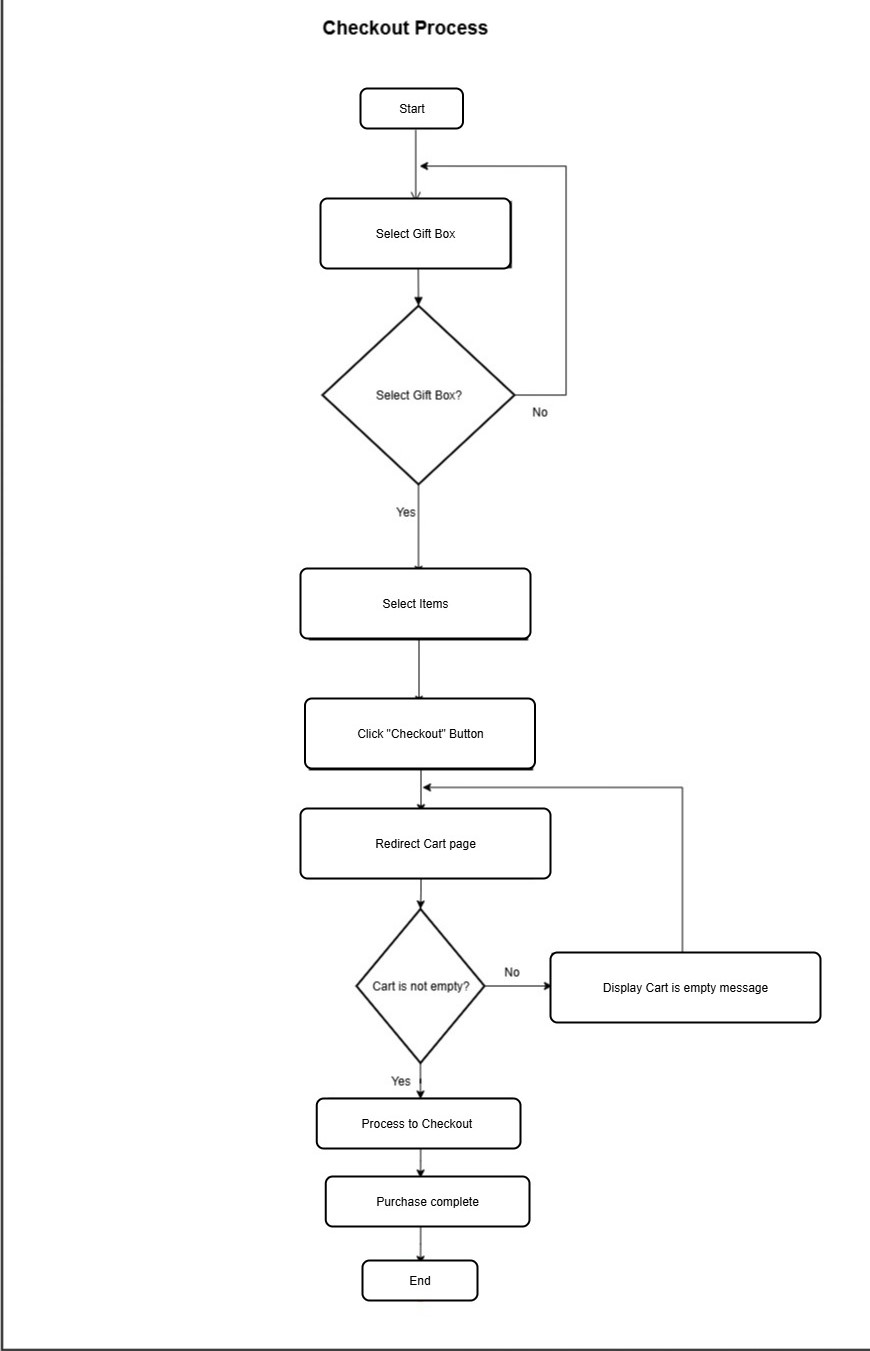 Checkout Process
Start
Select Gift Box
Select Gift Box?
No
Yes
Select Items
Click "Checkout" Button
Redirect Cart page
Cart is not empty?
No
Display Cart is empty message
Yes
Process to Checkout
Purchase complete
End